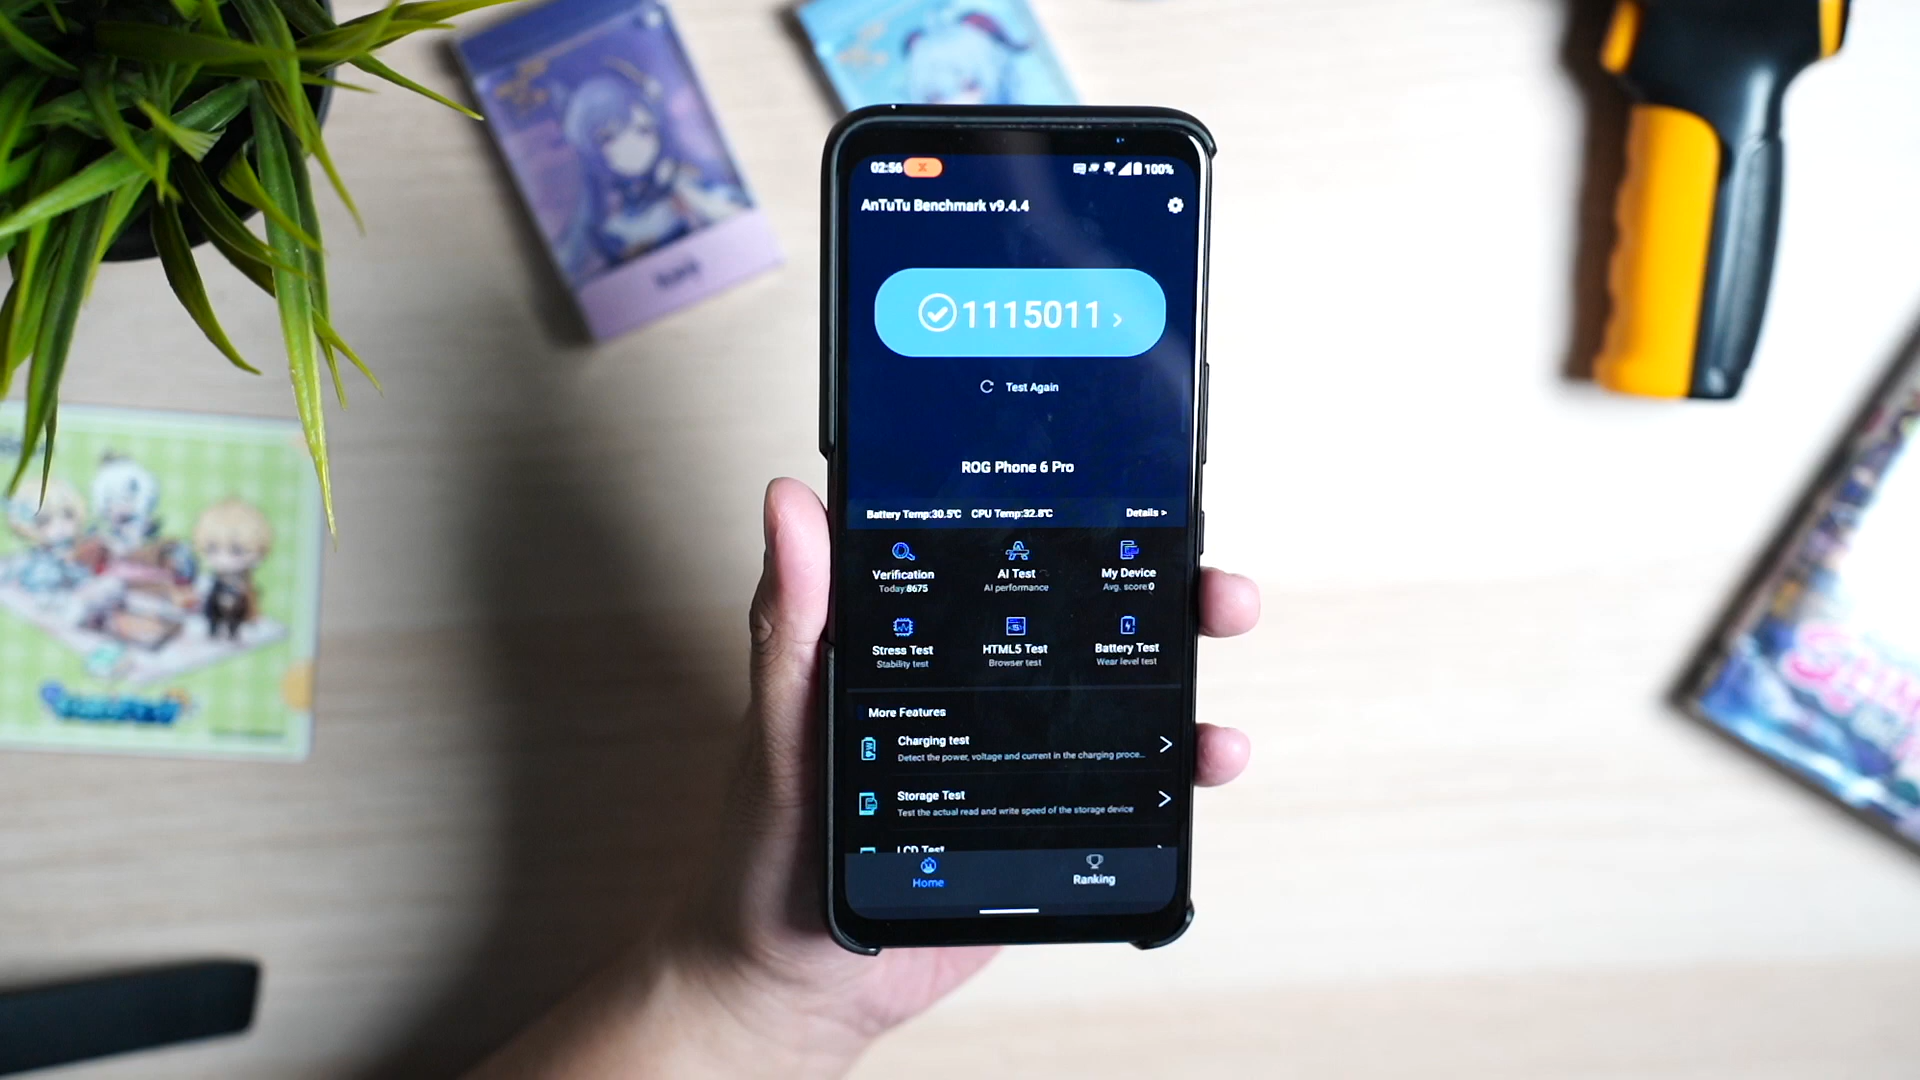 02:56
100%
AnTuTu Benchmark v9.4.4
1115011
Test Again
ROG Phone 6 Pro
Battery Temp:30.5℃ CPU Temp:32.8℃ Details >
Verification
Today:8675
AI Test
AI performance
My Device
Avg. score:0
Stress Test
Stability test
HTML5 Test
Browser test
Battery Test
Wear level test
More Features
Charging test
Detect the power, voltage and current in the charging proce...
Storage Test
Test the actual read and write speed of the storage device
LCD Test
Home
Ranking